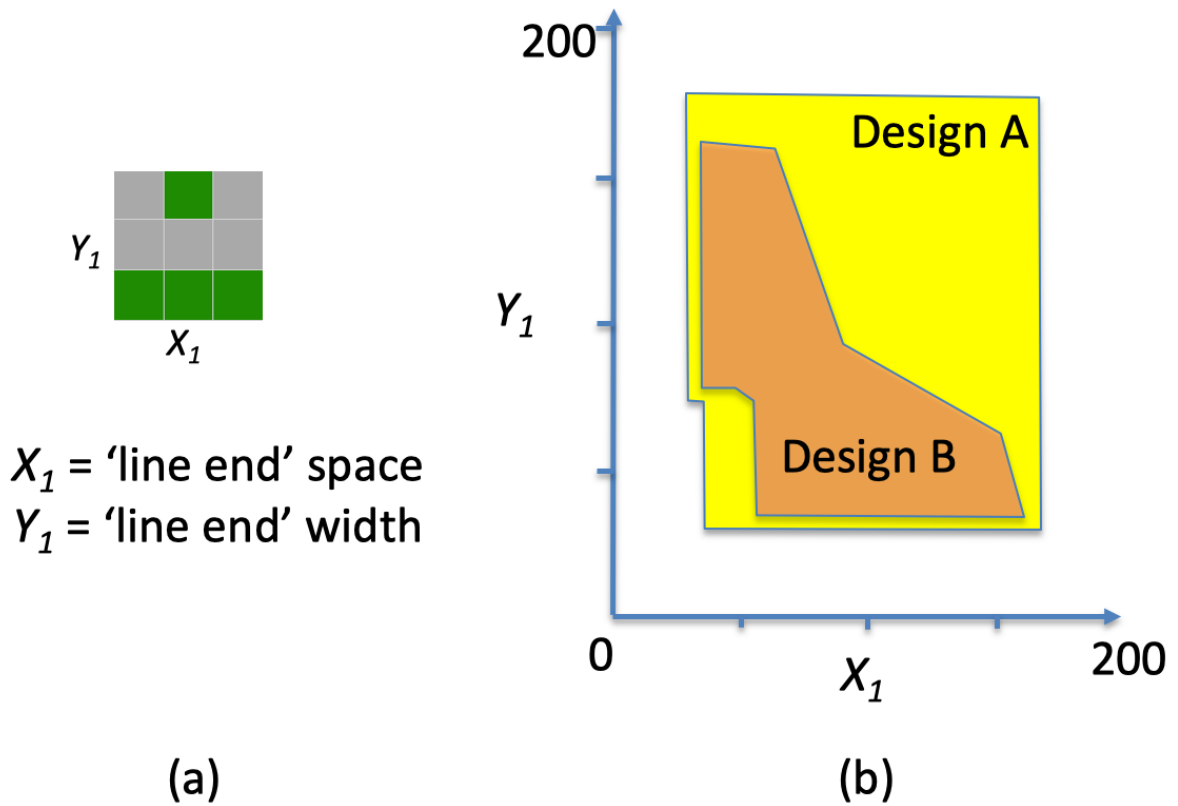 Y1
X1
X1 = ‘line end’ space
Y1 = ‘line end’ width
(a)
200
Design A
Y1
Design B
0
X1
200
(b)